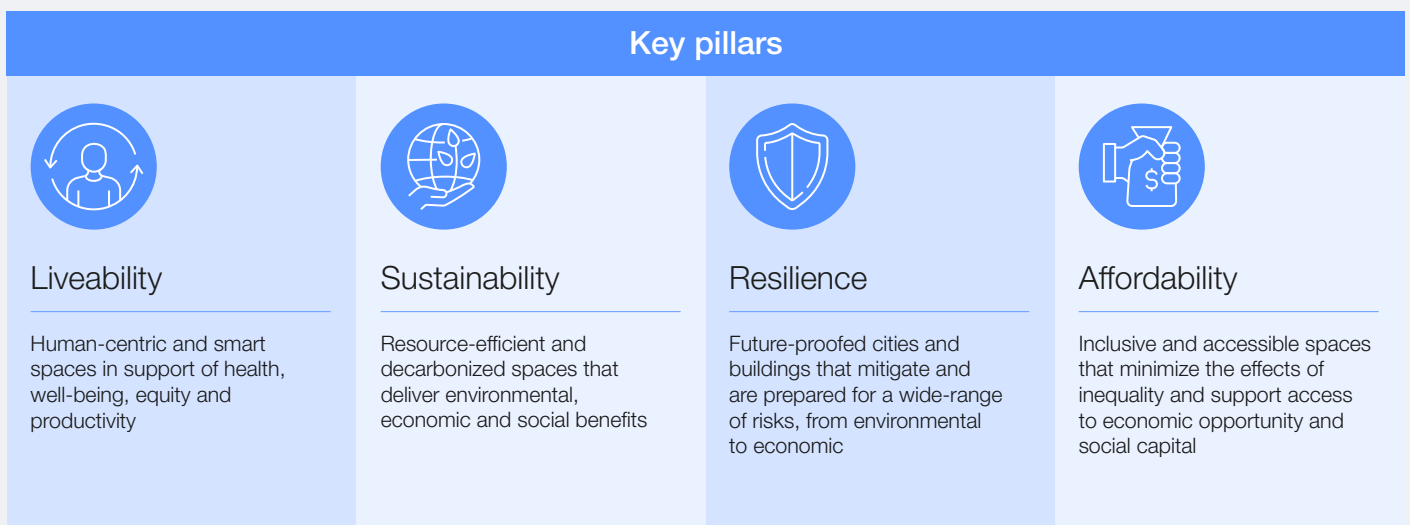 Key pillars
Liveability
Human-centric and smart
spaces in support of health,
well-being, equity and
productivity
Sustainability
Resource-efficient and
decarbonized spaces that
deliver environmental,
economic and social benefits
Resilience
Future-proofed cities and
buildings that mitigate and
are prepared for a wide-range
of risks, from environmental
to economic
$
Affordability
Inclusive and accessible spaces
that minimize the effects of
inequality and support access
to economic opportunity and
social capital